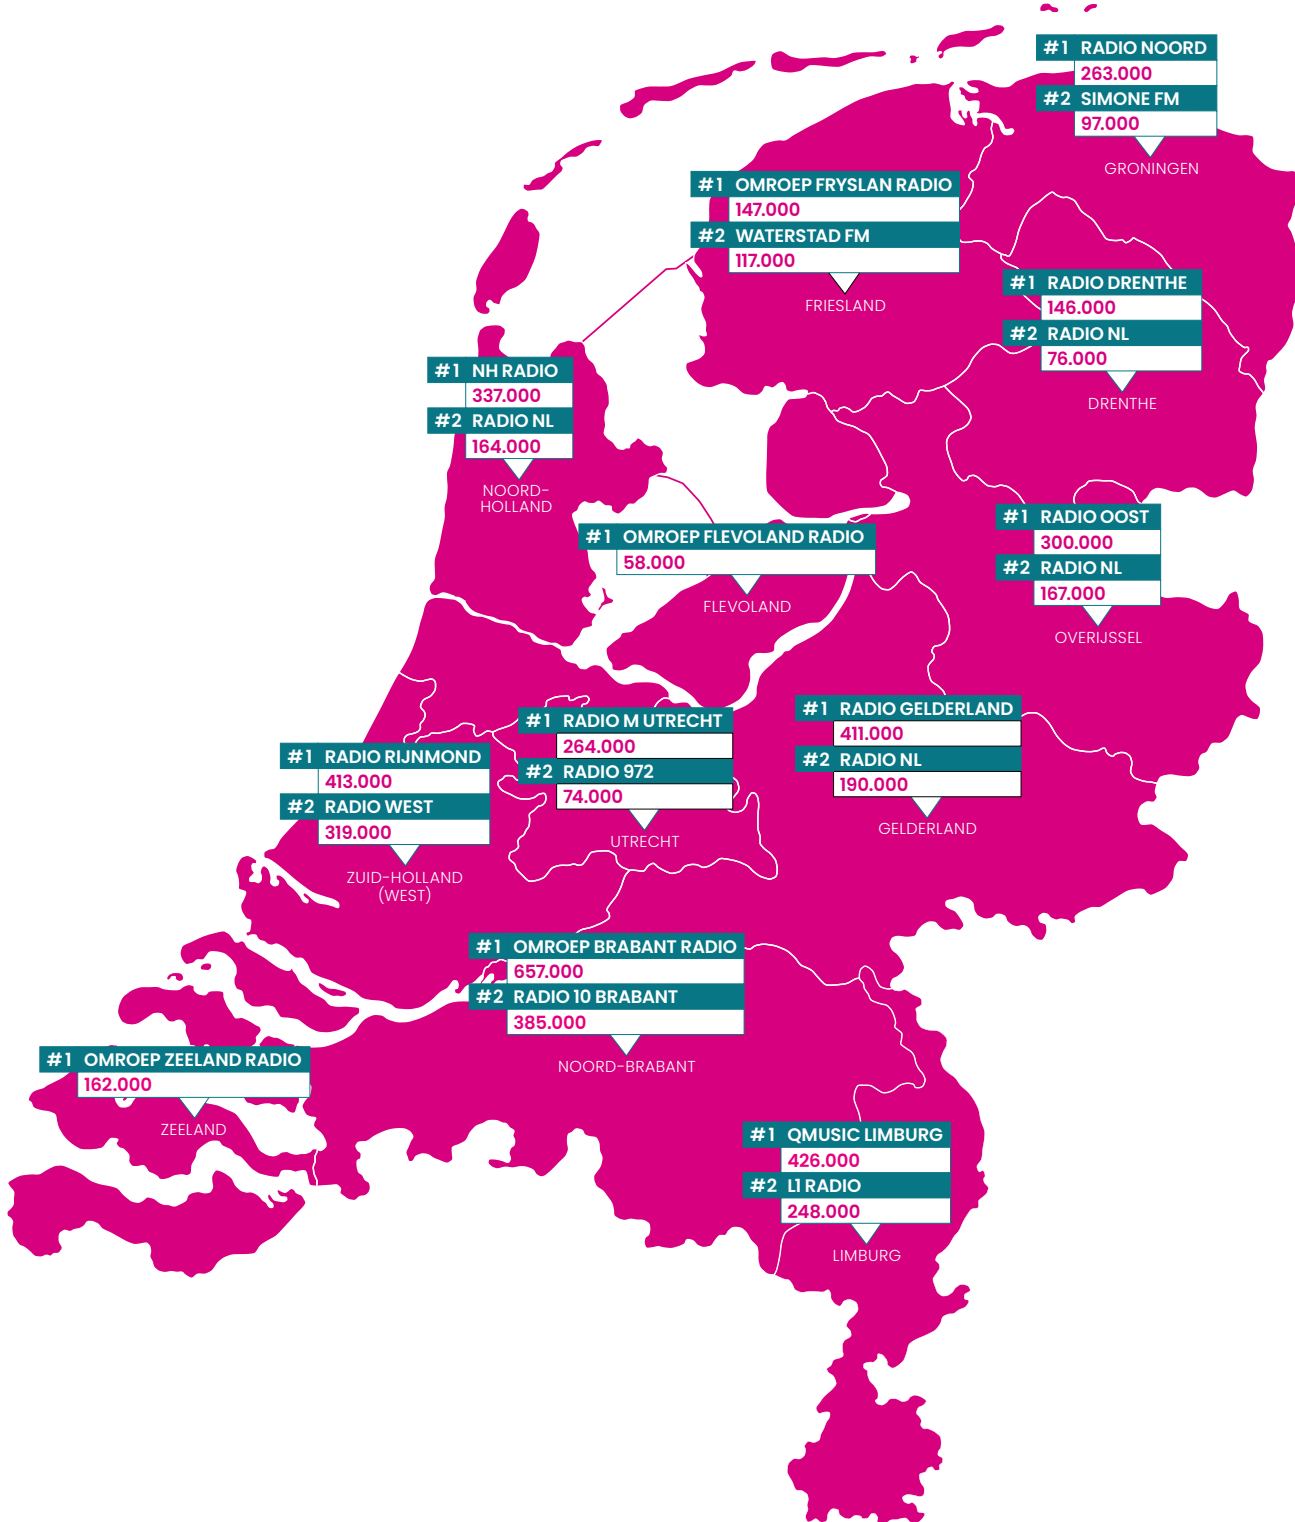 #1 RADIO NOORD
263.000
#2 SIMONE FM
97.000
GRONINGEN
#1 OMROEP FRYSLAN RADIO
147.000
#2 WATERSTAD FM
117.000
FRIESLAND
#1 RADIO DRENTHE
146.000
#2 RADIO NL
76.000
DRENTHE
#1 NH RADIO
337.000
#2 RADIO NL
164.000
NOORD-
HOLLAND
#1 OMROEP FLEVOLAND RADIO
58.000
FLEVOLAND
#1 RADIO OOST
300.000
#2 RADIO NL
167.000
OVERIJSSEL
#1 RADIO GELDERLAND
411.000
#2 RADIO NL
190.000
GELDERLAND
#1 RADIO M UTRECHT
264.000
#2 RADIO 972
74.000
UTRECHT
#1 RADIO RIJNMOND
413.000
#2 RADIO WEST
319.000
ZUID-HOLLAND
(WEST)
#1 OMROEP BRABANT RADIO
657.000
#2 RADIO 10 BRABANT
385.000
NOORD-BRABANT
#1 OMROEP ZEELAND RADIO
162.000
ZEELAND
#1 QMUSIC LIMBURG
426.000
#2 L1 RADIO
248.000
LIMBURG